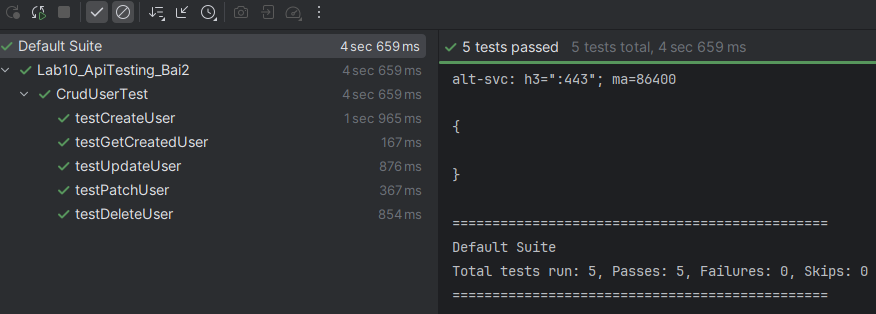 Default Suite 4 sec 659 ms
Lab10_ApiTesting_Bai2 4 sec 659 ms
CrudUserTest 4 sec 659 ms
testCreateUser 1 sec 965 ms
testGetCreatedUser 167 ms
testUpdateUser 876 ms
testPatchUser 367 ms
testDeleteUser 854 ms
5 tests passed 5 tests total, 4 sec 659 ms
alt-svc: h3=":443"; ma=86400
{
}
===============================================
Default Suite
Total tests run: 5, Passes: 5, Failures: 0, Skips: 0
===============================================